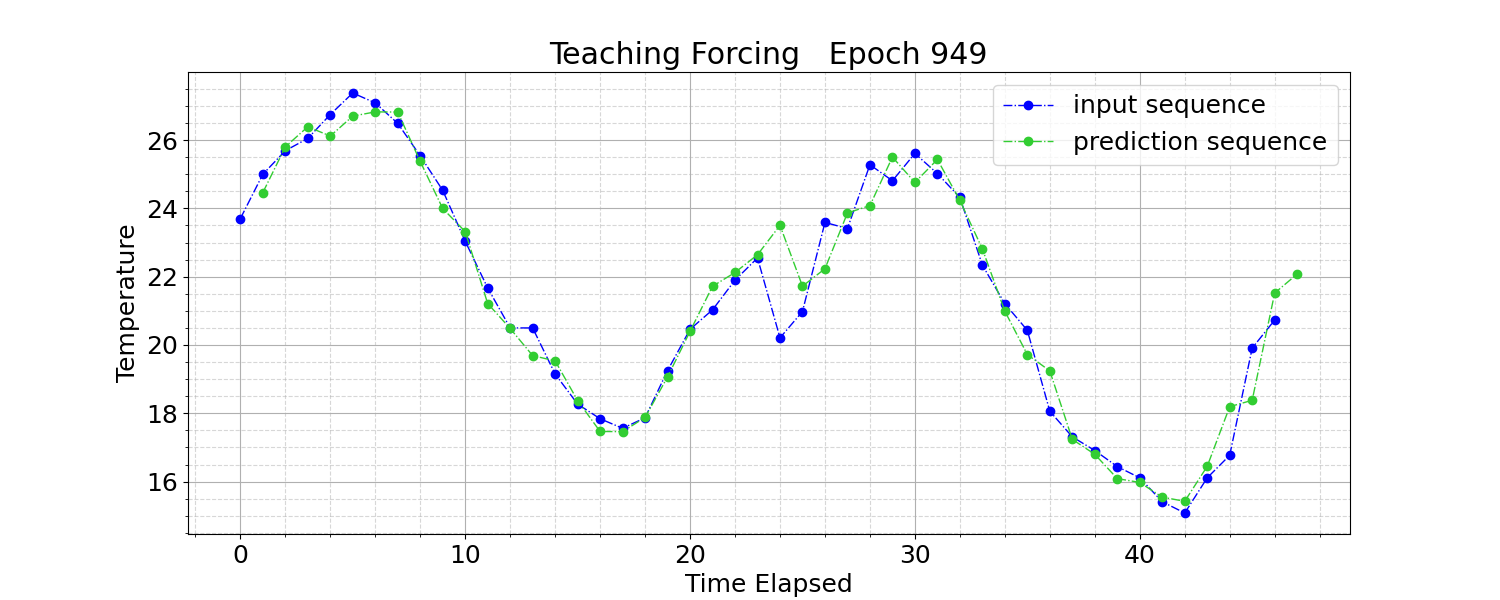 Teaching Forcing   Epoch 949
input sequence
prediction sequence
Temperature
26
24
22
20
18
16
0 10 20 30 40
Time Elapsed